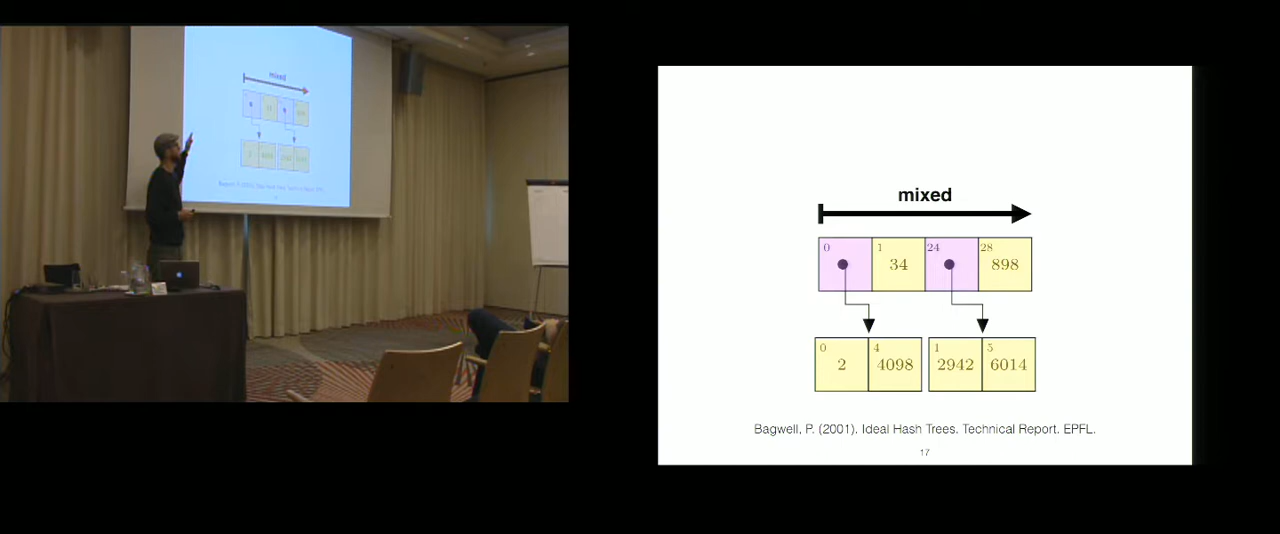 mixed
mixed
0 1 24 28
34 898
0 4 1 5
2 4098 2942 6014
Bagwell, P. (2001). Ideal Hash Trees. Technical Report. EPFL.
17